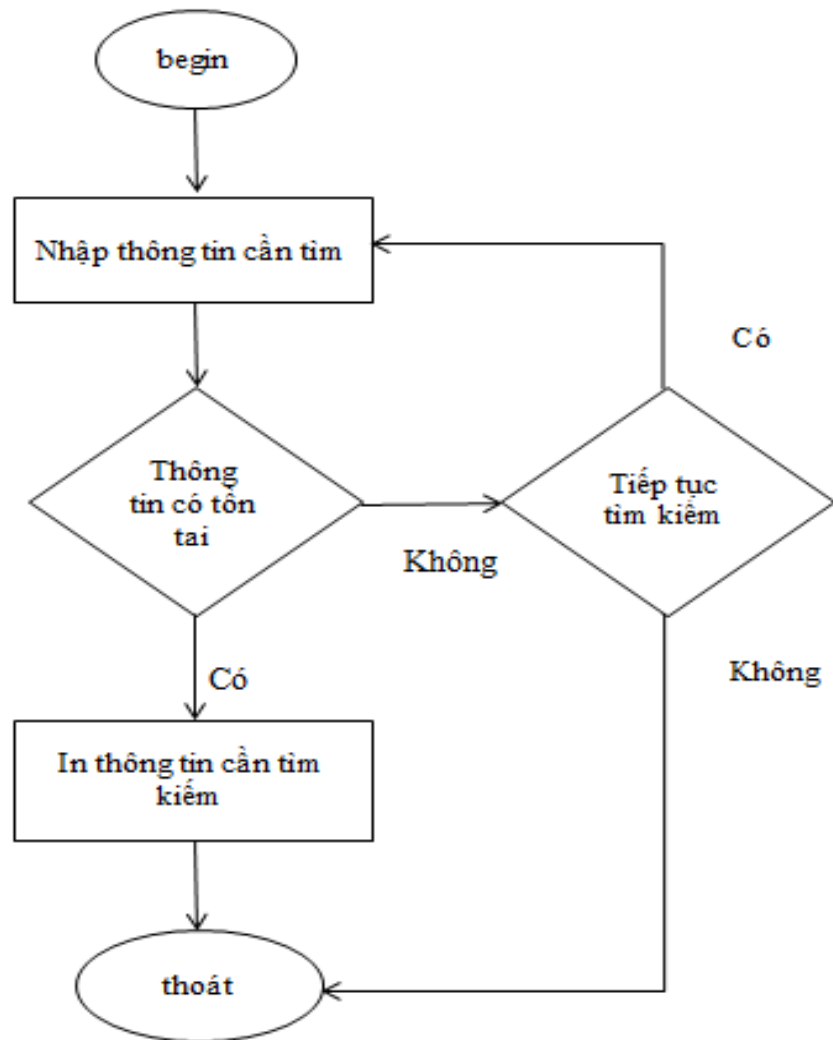 begin
Nhập thông tin cần tìm
Có
Thông
tin có tồn
tai
Không
Tiếp tục
tìm kiếm
Có
Không
In thông tin cần tìm
kiếm
thoát